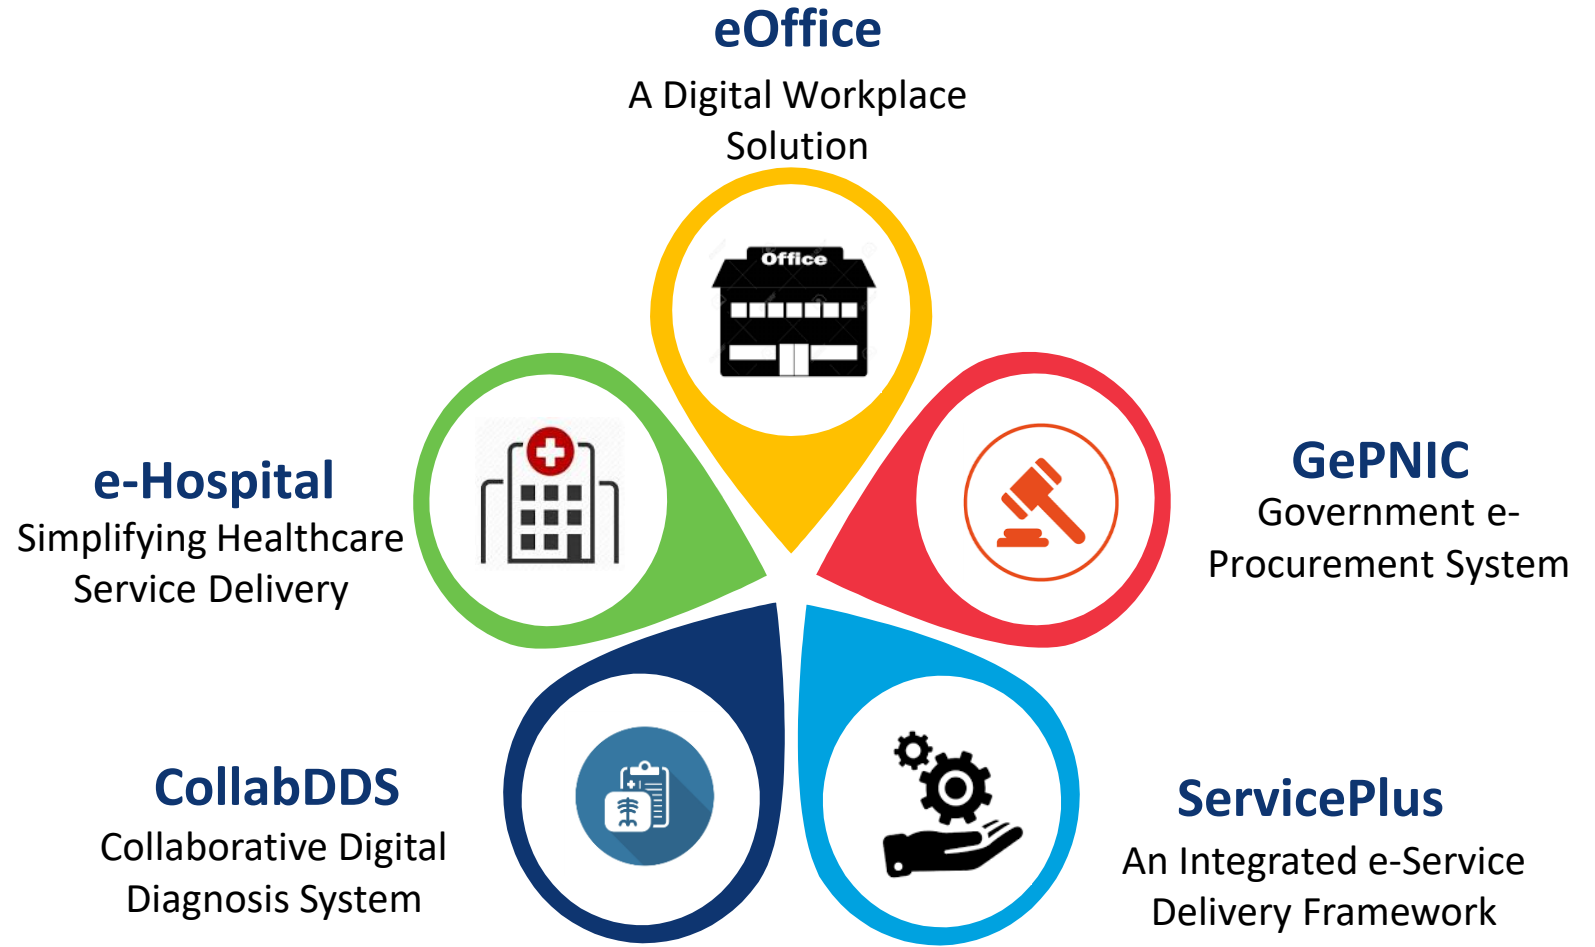 eOffice
A Digital Workplace
Solution
Office
GePNIC
Government e-
Procurement System
e-Hospital
Simplifying Healthcare
Service Delivery
CollabDDS
Collaborative Digital
Diagnosis System
ServicePlus
An Integrated e-Service
Delivery Framework